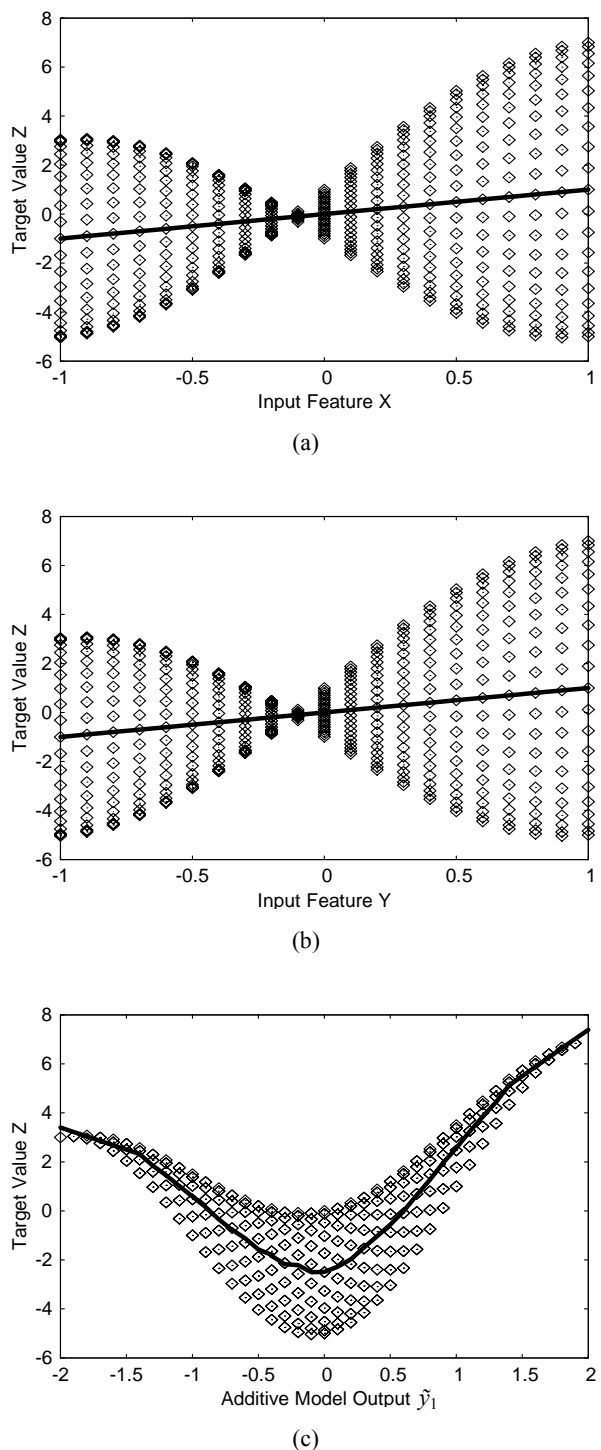 8
6
4
2
0
-2
-4
-6
Target Value Z
-1 -0.5 0 0.5 1
Input Feature X
(a)
8
6
4
2
0
-2
-4
-6
Target Value Z
-1 -0.5 0 0.5 1
Input Feature Y
(b)
8
6
4
2
0
-2
-4
-6
Target Value Z
-2 -1.5 -1 -0.5 0 0.5 1 1.5 2
Additive Model Output ỹ₁
(c)